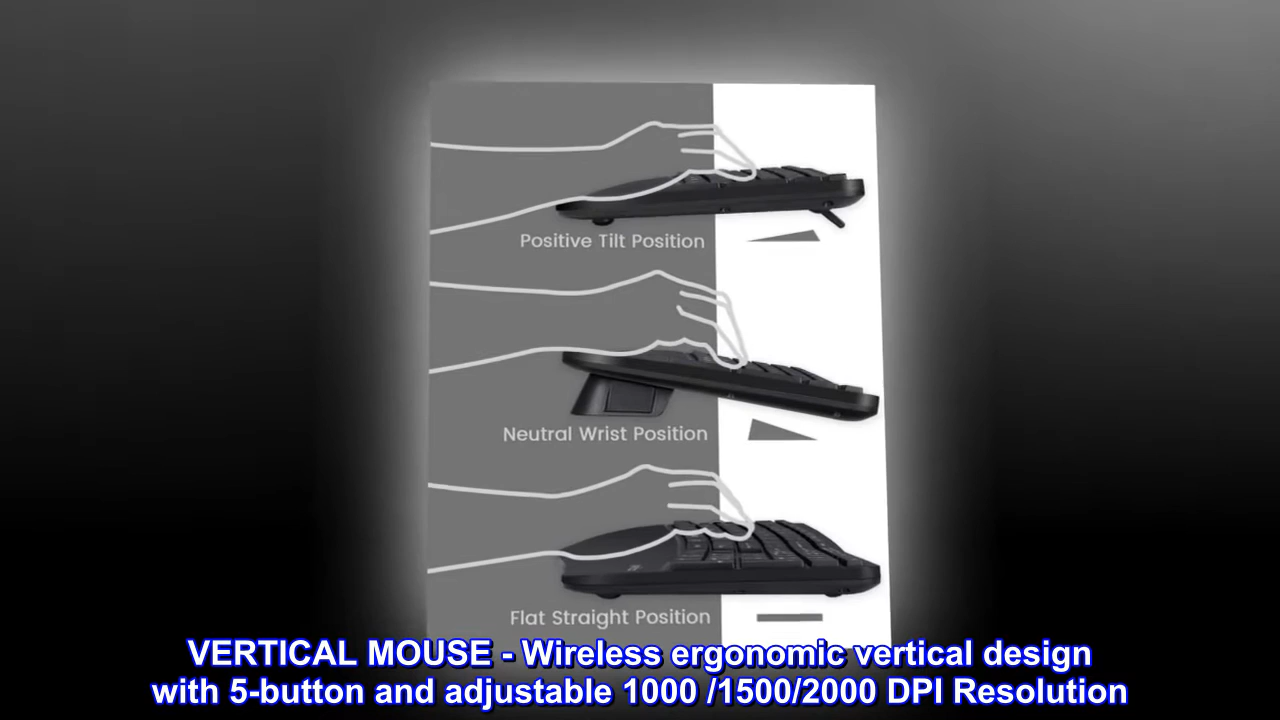 Positive Tilt Position
Neutral Wrist Position
Flat Straight Position
VERTICAL MOUSE - Wireless ergonomic vertical design
with 5-button and adjustable 1000 /1500/2000 DPI Resolution